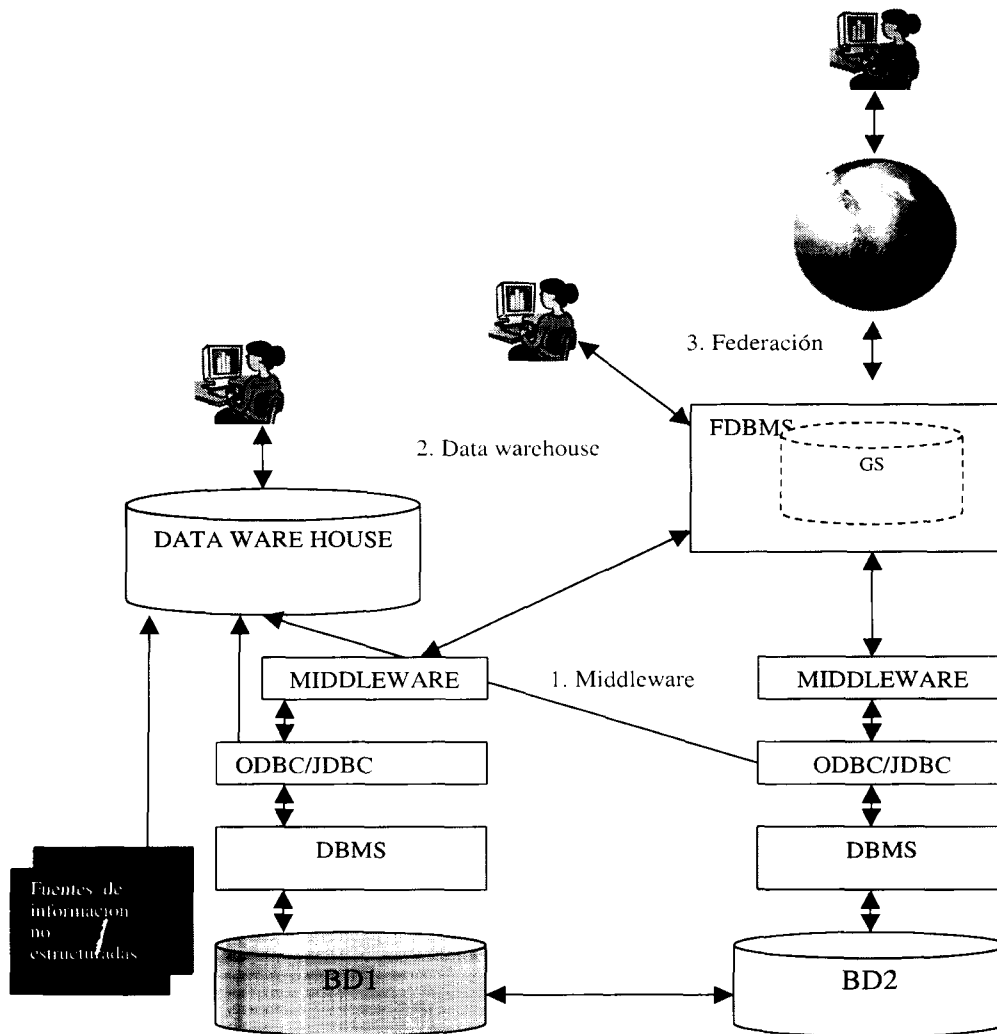 3. Federación
FDBMS
GS
2. Data warehouse
DATA WARE HOUSE
MIDDLEWARE
1. Middleware
MIDDLEWARE
ODBC/JDBC
ODBC/JDBC
DBMS
DBMS
Fuentes de
informacion
no
estructuradas
BD1
BD2